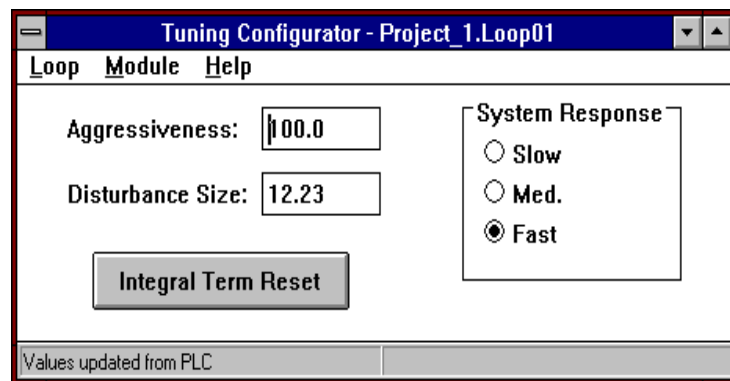 Tuning Configurator - Project_1.Loop01
Loop Module Help
Aggressiveness: 100.0
Disturbance Size: 12.23
Integral Term Reset
System Response
Slow
Med.
Fast
Values updated from PLC